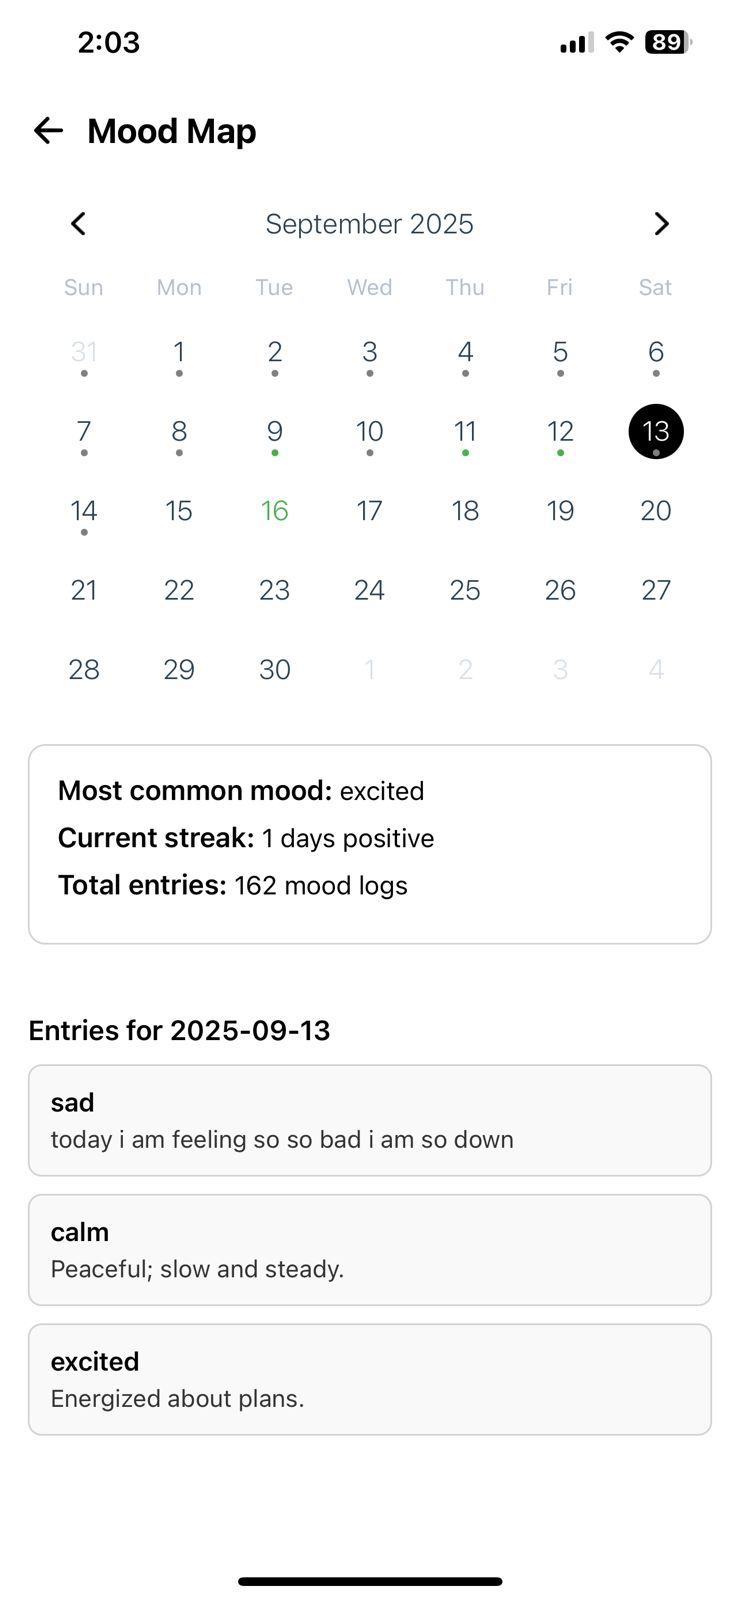 2:03
89
Mood Map
September 2025
Sun Mon Tue Wed Thu Fri Sat
31 1 2 3 4 5 6
7 8 9 10 11 12 13
14 15 16 17 18 19 20
21 22 23 24 25 26 27
28 29 30 1 2 3 4
Most common mood: excited
Current streak: 1 days positive
Total entries: 162 mood logs
Entries for 2025-09-13
sad
today i am feeling so so bad i am so down
calm
Peaceful; slow and steady.
excited
Energized about plans.